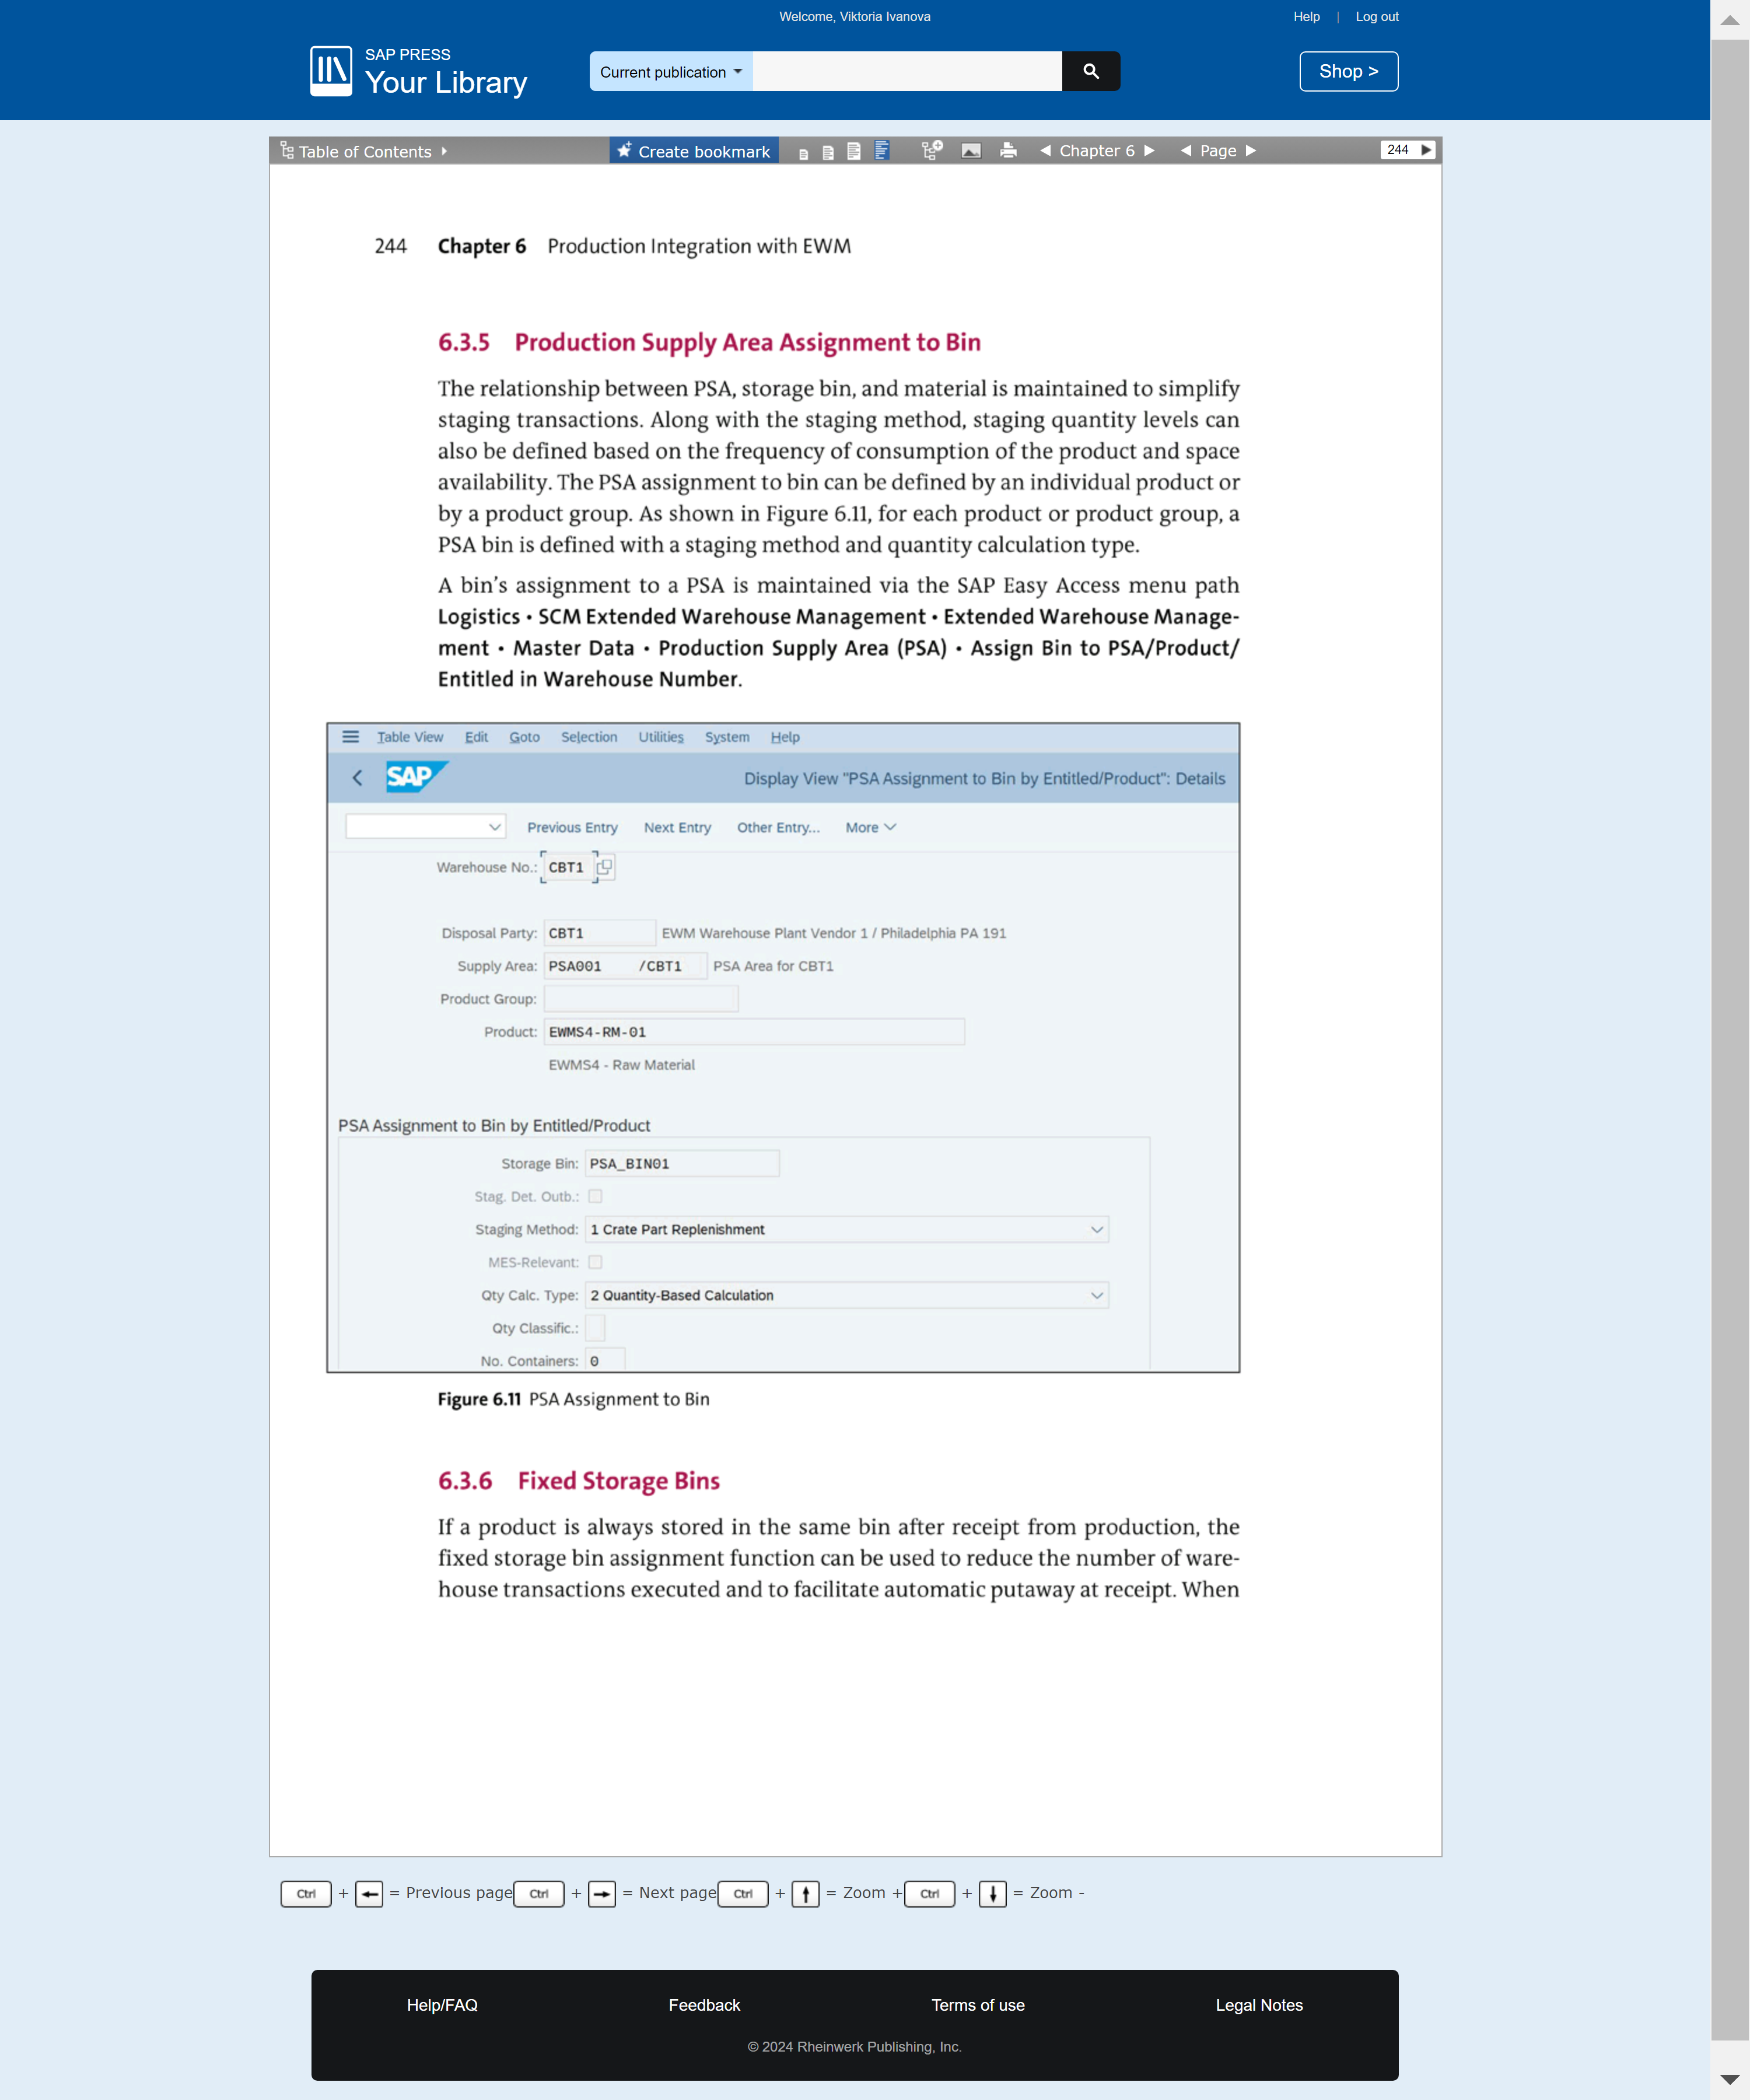 Welcome, Viktoria Ivanova
Help | Log out
SAP PRESS
Your Library
Current publication
Shop >
Table of Contents
Create bookmark
Chapter 6
Page
244
244 Chapter 6 Production Integration with EWM
6.3.5 Production Supply Area Assignment to Bin
The relationship between PSA, storage bin, and material is maintained to simplify
staging transactions. Along with the staging method, staging quantity levels can
also be defined based on the frequency of consumption of the product and space
availability. The PSA assignment to bin can be defined by an individual product or
by a product group. As shown in Figure 6.11, for each product or product group, a
PSA bin is defined with a staging method and quantity calculation type.
A bin’s assignment to a PSA is maintained via the SAP Easy Access menu path
Logistics • SCM Extended Warehouse Management • Extended Warehouse Manage-
ment • Master Data • Production Supply Area (PSA) • Assign Bin to PSA/Product/
Entitled in Warehouse Number.
Table View Edit Goto Selection Utilities System Help
SAP
Display View "PSA Assignment to Bin by Entitled/Product": Details
Previous Entry Next Entry Other Entry... More
Warehouse No.: CBT1
Disposal Party: CBT1 EWM Warehouse Plant Vendor 1 / Philadelphia PA 191
Supply Area: PSA001 /CBT1 PSA Area for CBT1
Product Group:
Product: EWMS4-RM-01
EWMS4 - Raw Material
PSA Assignment to Bin by Entitled/Product
Storage Bin: PSA_BIN01
Stag. Det. Outb.:
Staging Method: 1 Crate Part Replenishment
MES-Relevant:
Qty Calc. Type: 2 Quantity-Based Calculation
Qty Classific.:
No. Containers: 0
Figure 6.11 PSA Assignment to Bin
6.3.6 Fixed Storage Bins
If a product is always stored in the same bin after receipt from production, the
fixed storage bin assignment function can be used to reduce the number of ware-
house transactions executed and to facilitate automatic putaway at receipt. When
Ctrl + ← = Previous page Ctrl + → = Next page Ctrl + ↑ = Zoom + Ctrl + ↓ = Zoom -
Help/FAQ Feedback Terms of use Legal Notes
© 2024 Rheinwerk Publishing, Inc.